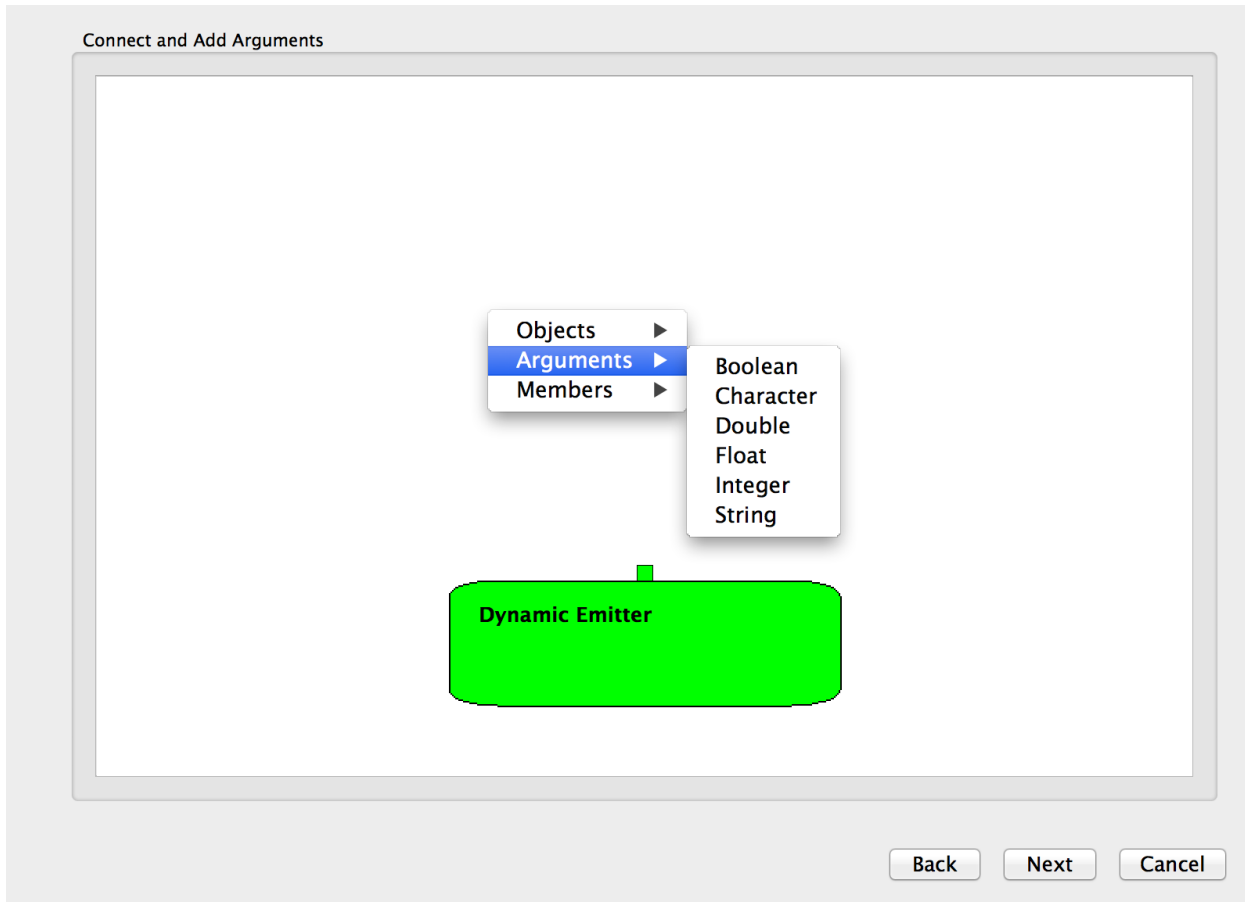 Connect and Add Arguments
Objects
Arguments
Members
Boolean
Character
Double
Float
Integer
String
Dynamic Emitter
Back
Next
Cancel